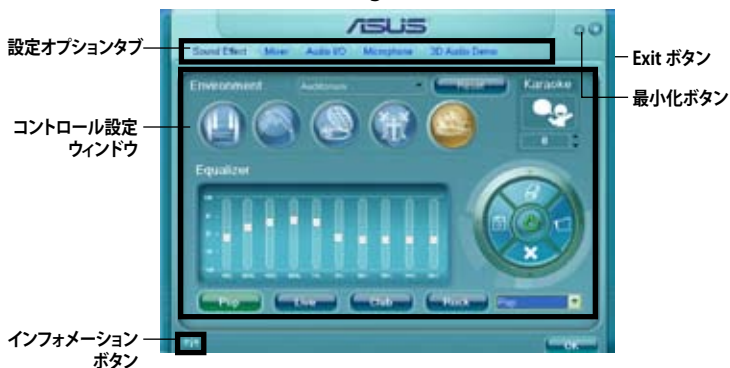 ASUS
設定オプションタブ
Sound Effect Mixer Audio I/O Microphone 3D Audio Demo
Exit ボタン
最小化ボタン
Environment
Auditorium
Reset
Karaoke
0
コントロール設定
ウィンドウ
Equalizer
Pop
Live
Club
Rock
Pop
インフォメーション
ボタン
OK